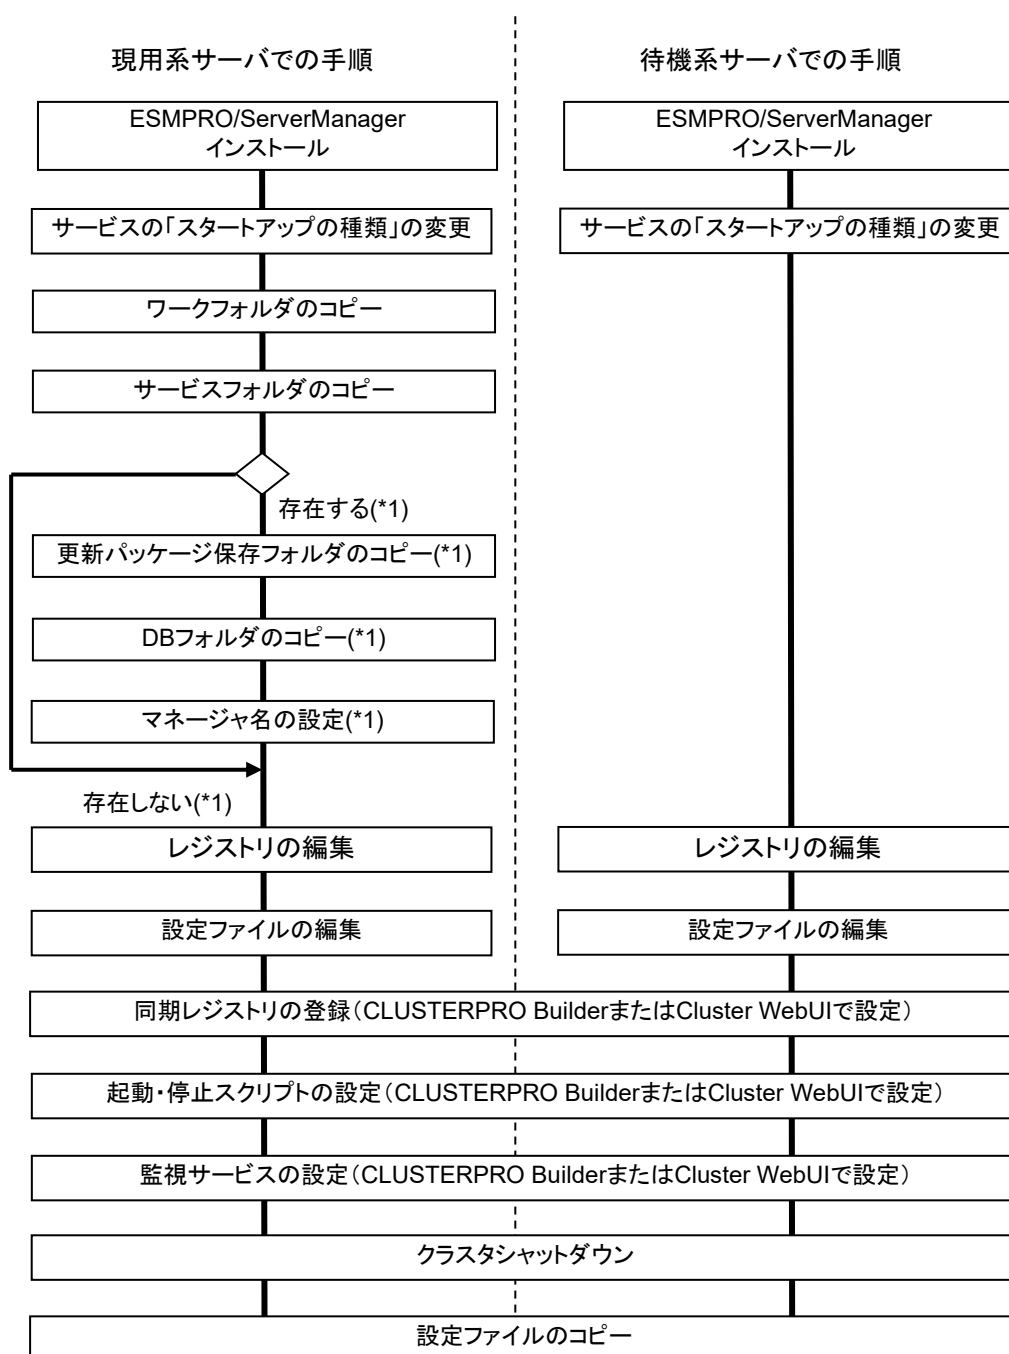 現用系サーバでの手順
待機系サーバでの手順
ESMPRO/ServerManager
インストール
ESMPRO/ServerManager
インストール
サービスの「スタートアップの種類」の変更
サービスの「スタートアップの種類」の変更
ワークフォルダのコピー
サービスフォルダのコピー
存在する(*1)
更新パッケージ保存フォルダのコピー(*1)
DBフォルダのコピー(*1)
マネージャ名の設定(*1)
存在しない(*1)
レジストリの編集
レジストリの編集
設定ファイルの編集
設定ファイルの編集
同期レジストリの登録(CLUSTERPRO BuilderまたはCluster WebUIで設定)
起動・停止スクリプトの設定(CLUSTERPRO BuilderまたはCluster WebUIで設定)
監視サービスの設定(CLUSTERPRO BuilderまたはCluster WebUIで設定)
クラスタシャットダウン
設定ファイルのコピー